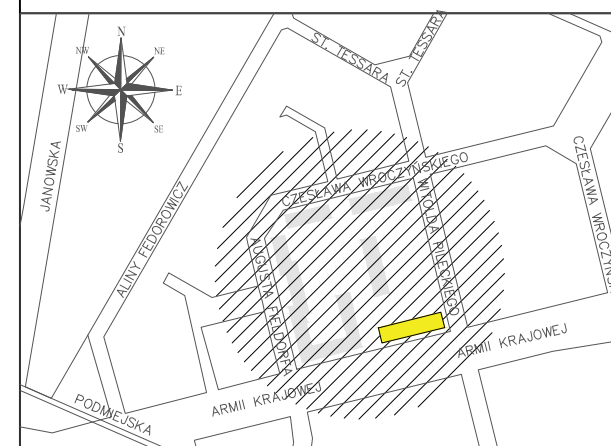 N
NW
NE
W
E
SW
SE
S
ST. TESSARA
ST. TESSARA
JANOWSKA
ALINY FEDOROWICZ
CZESŁAWA WROCZYŃSKIEGO
CZESŁAWA WROCZYŃS
WITOLDA PILECKIEGO
AUGUSTA FIELDORFA
ARMII KRAJOWEJ
ARMII KRAJOWEJ
PODMIEJSKA